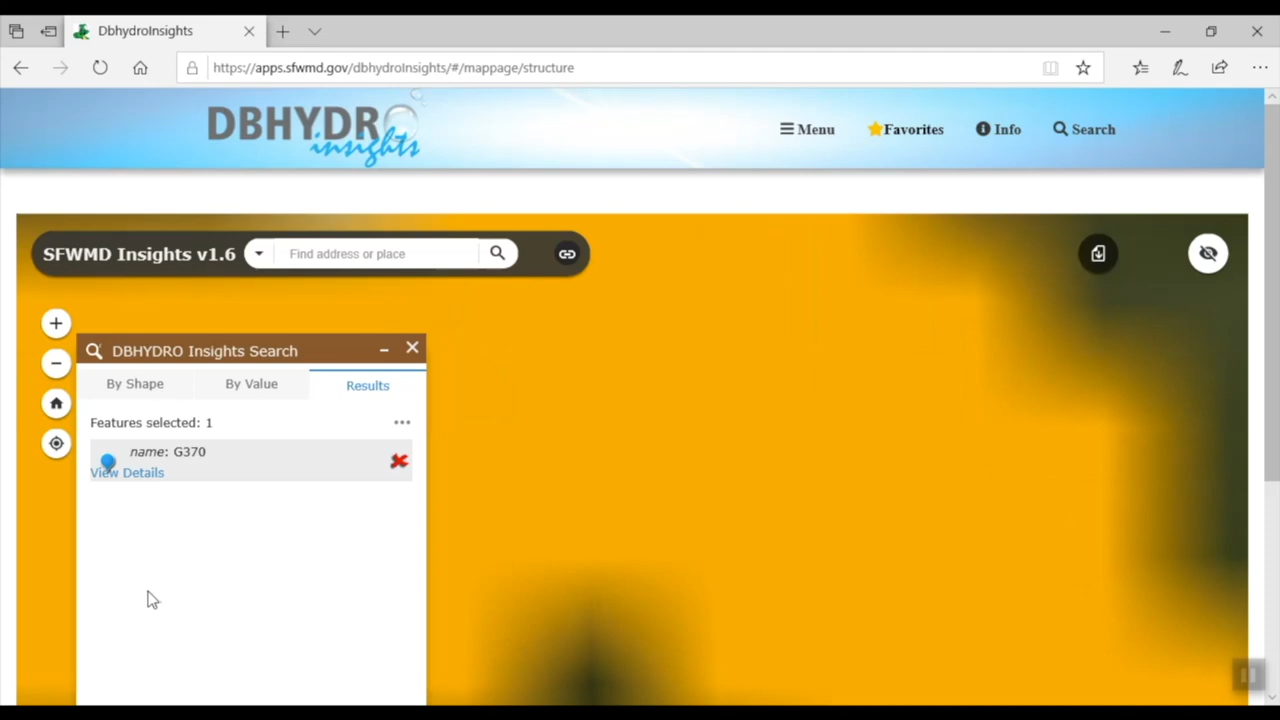 DbhydroInsights
https://apps.sfwmd.gov/dbhydroInsights/#/mappage/structure
DBHYDRO
insights
Menu
Favorites
Info
Search
SFWMD Insights v1.6
Find address or place
DBHYDRO Insights Search
By Shape
By Value
Results
Features selected: 1
name: G370
View Details